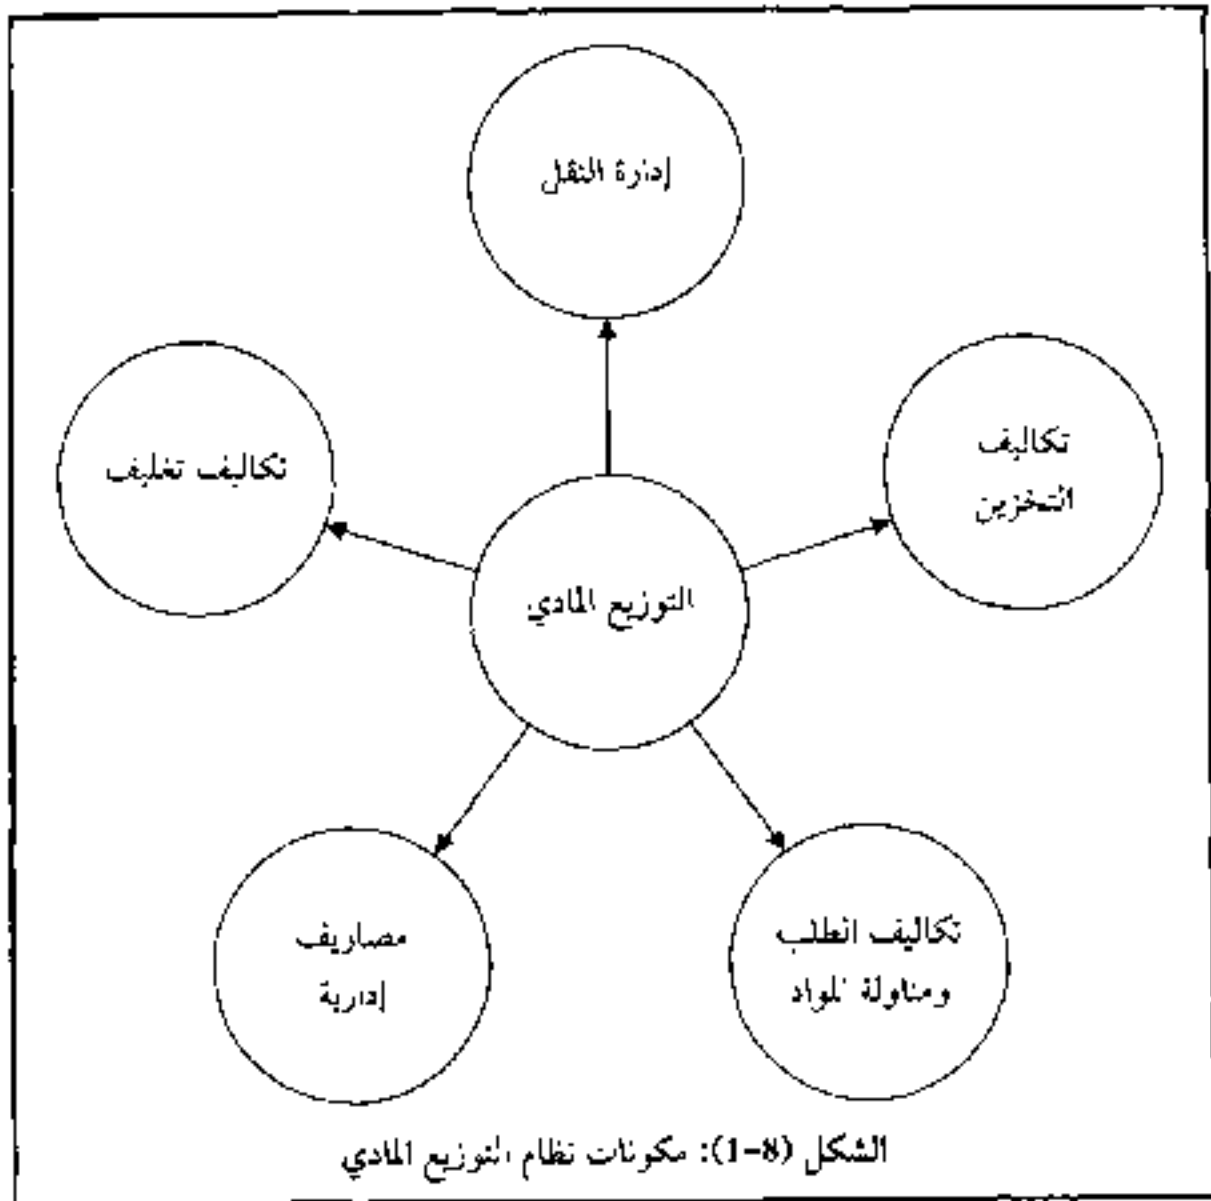 إدارة النقل
تكاليف
التخزين
تكاليف تغليف
التوزيع المادي
تكاليف الطلب
ومناولة المواد
مصاريف
إدارية
الشكل (8-1): مكونات نظام التوزيع المادي